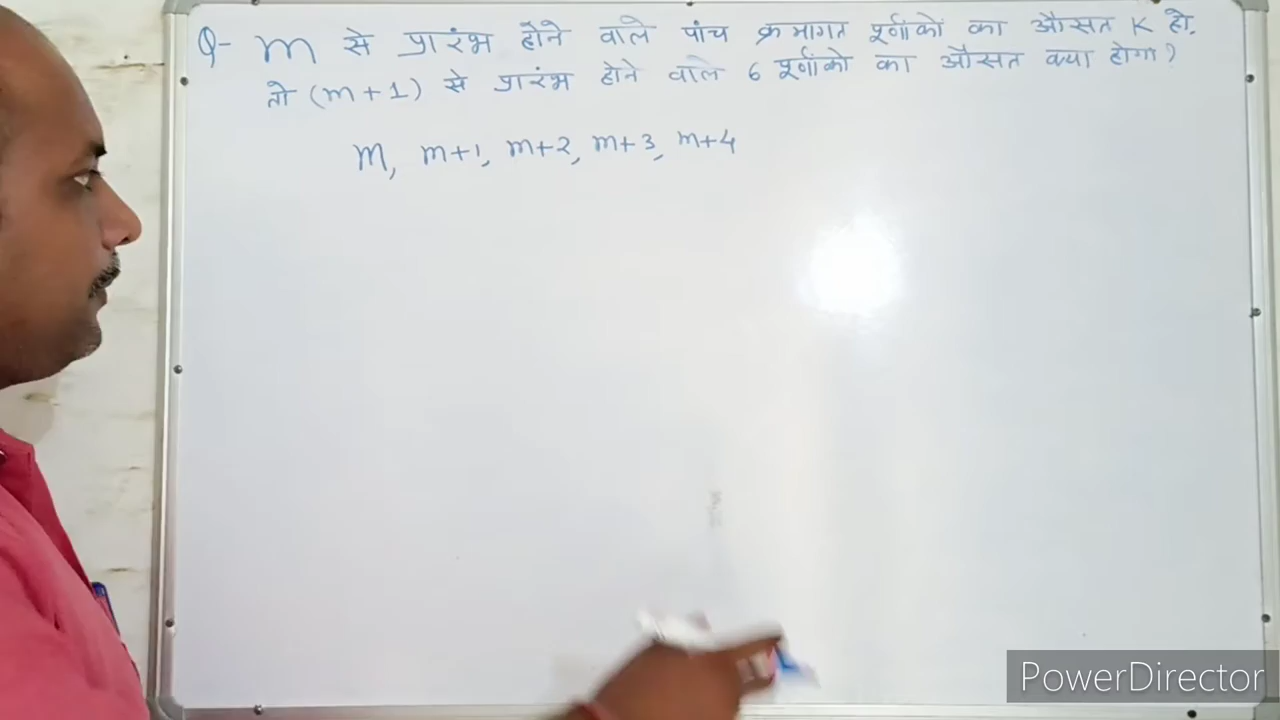 Q- m से प्रारंभ होने वाले पांच क्रमागत पूर्णांको का औसत K हो.
तो (m+1) से प्रारंभ होने वाले 6 पूर्णांको का औसत क्या होगा?
m, m+1, m+2, m+3, m+4
PowerDirector